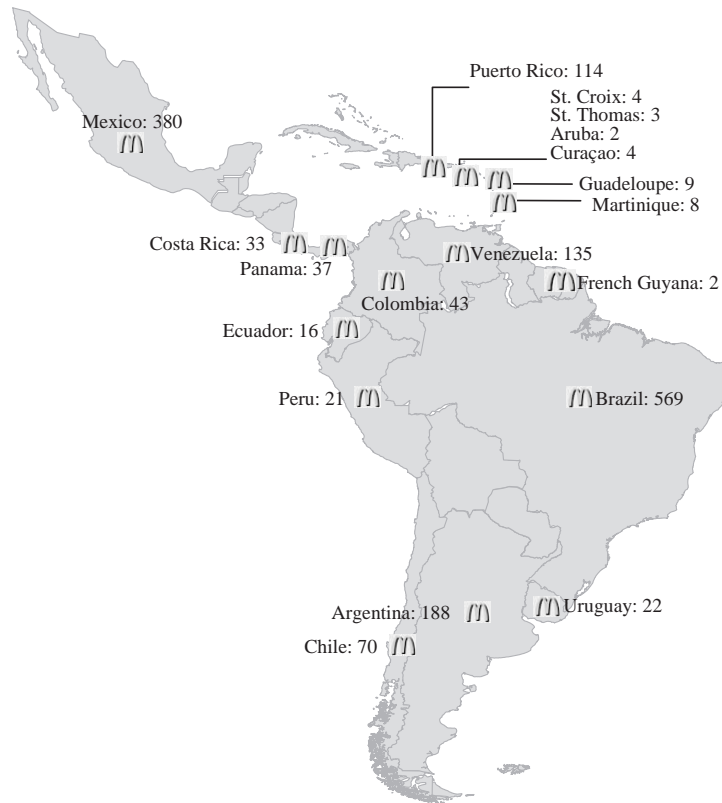 Puerto Rico: 114
St. Croix: 4
St. Thomas: 3
Aruba: 2
Curaçao: 4
Mexico: 380
Guadeloupe: 9
Martinique: 8
Costa Rica: 33
Panama: 37
Venezuela: 135
French Guyana: 2
Colombia: 43
Ecuador: 16
Peru: 21
Brazil: 569
Argentina: 188
Uruguay: 22
Chile: 70